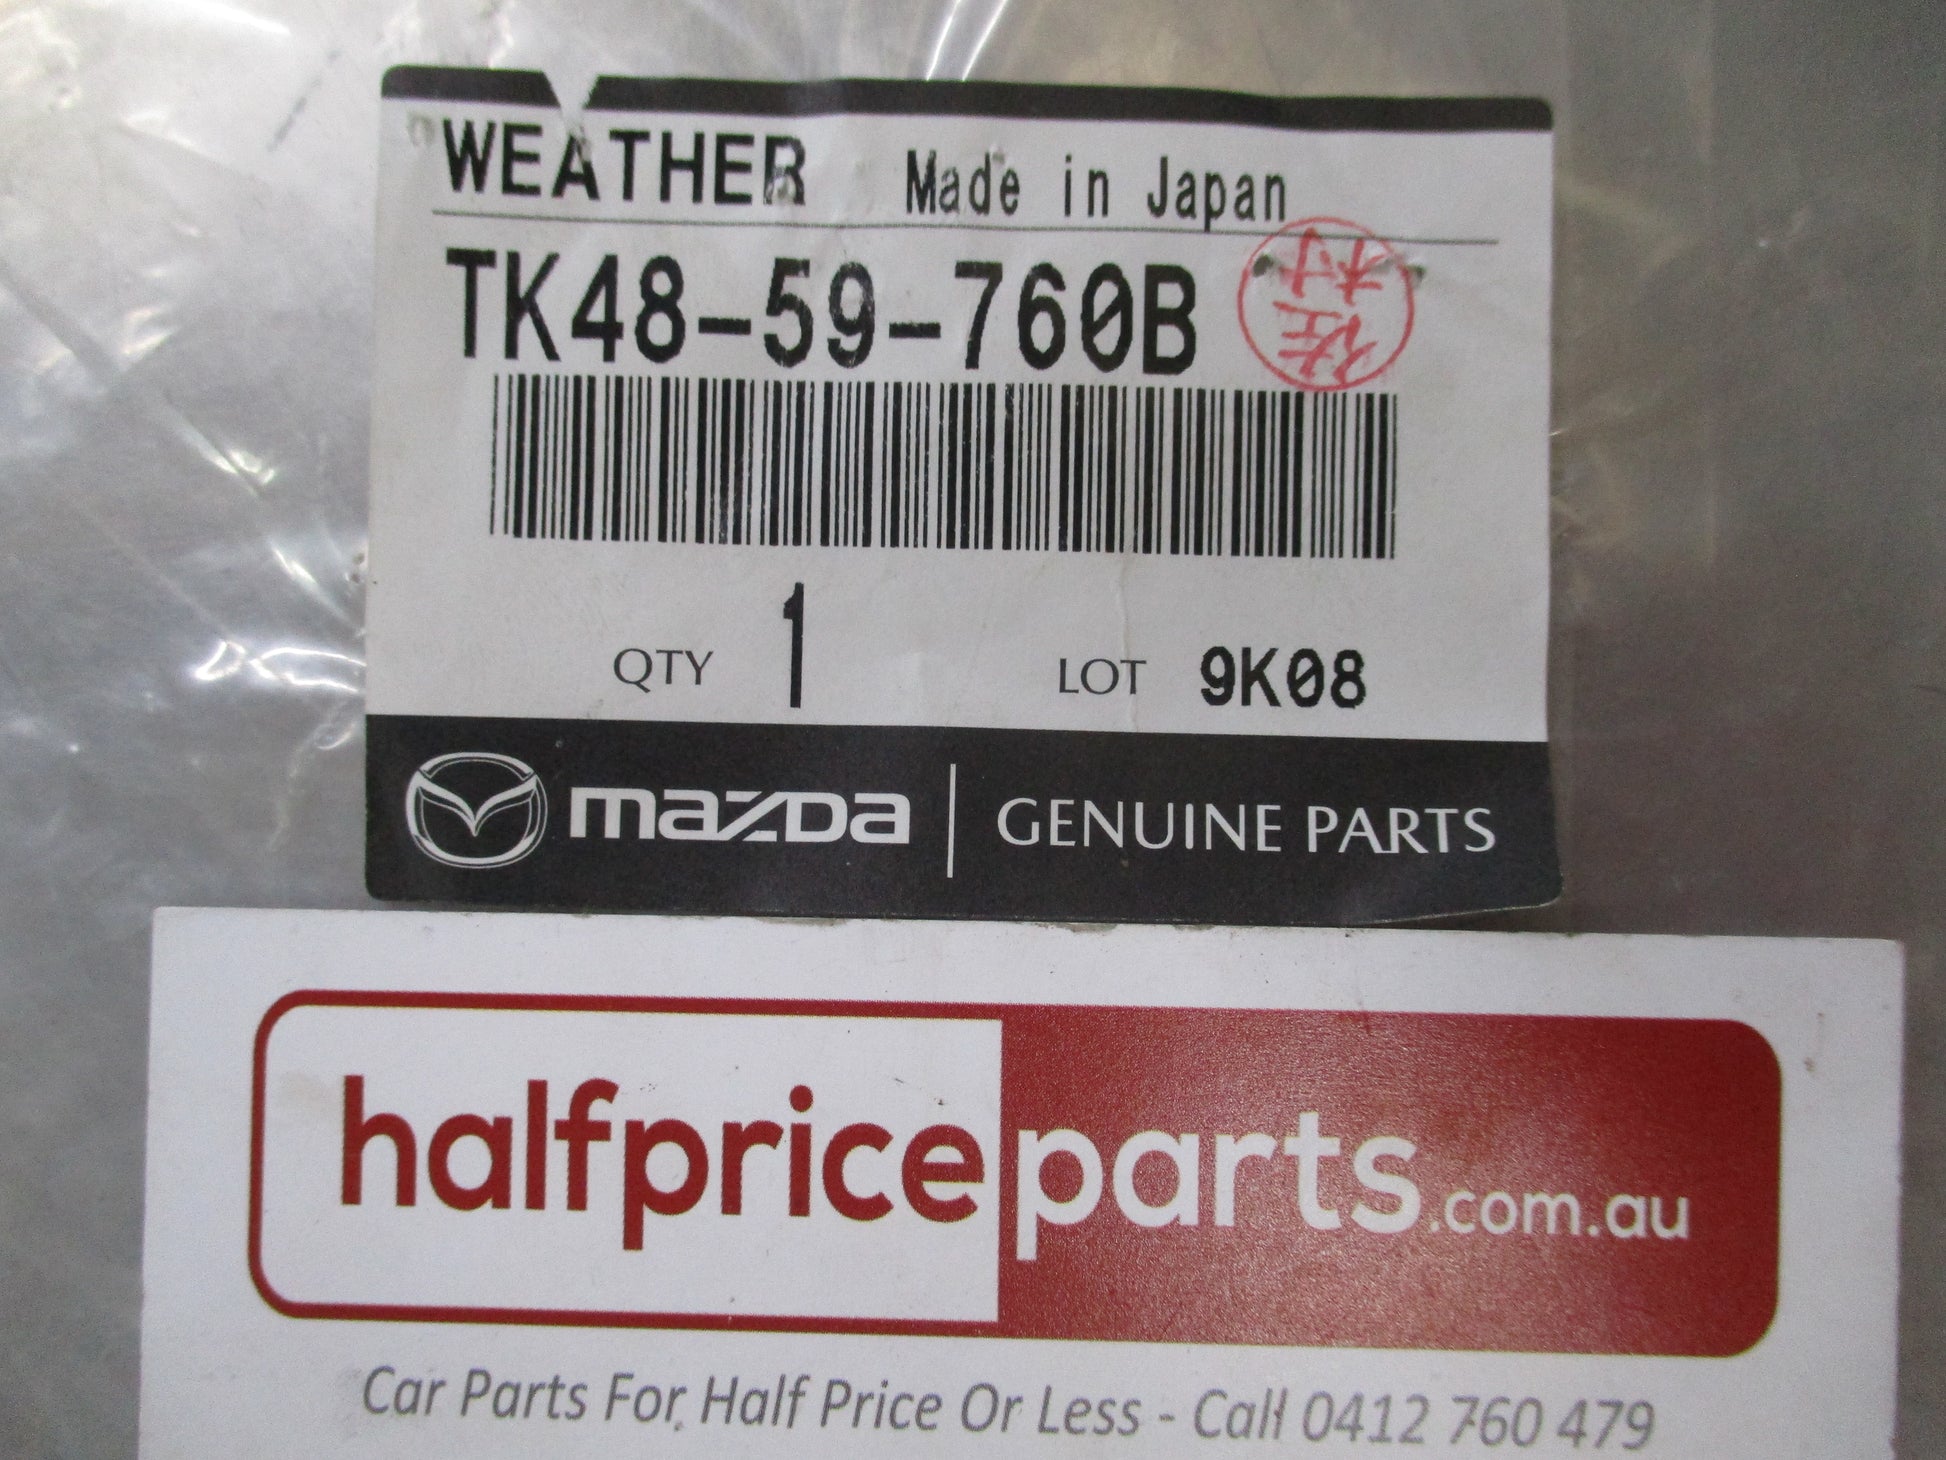 WEATHER Made in Japan
TK48-59-760B
QTY 1 LOT 9K08
mazda GENUINE PARTS
halfpriceparts.com.au
Car Parts For Half Price Or Less - Call 0412 760 479